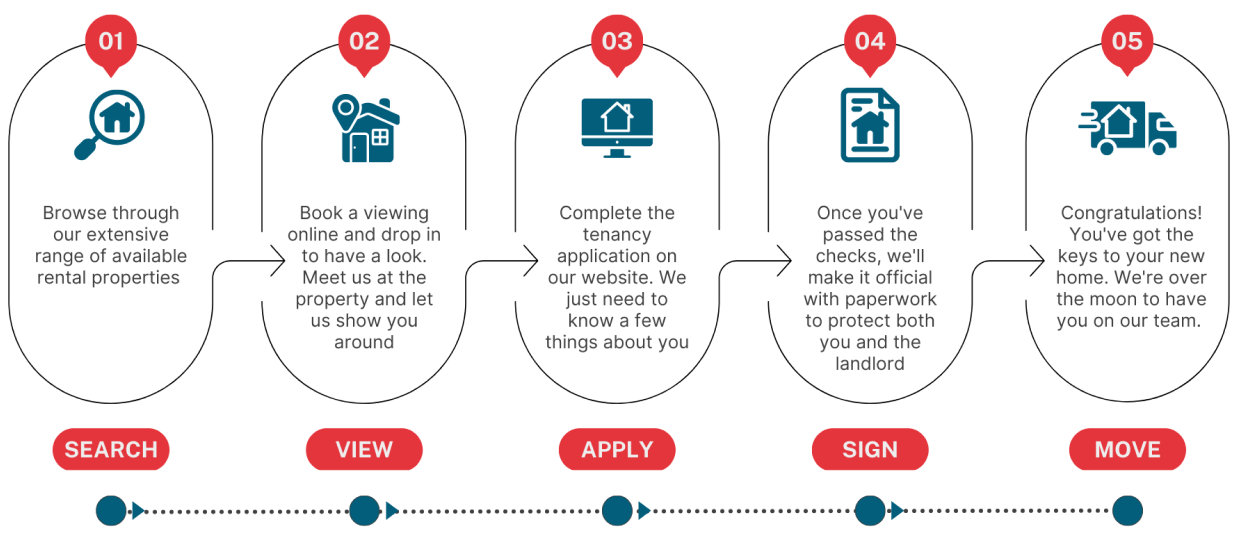 01
Browse through
our extensive
range of available
rental properties
SEARCH
02
Book a viewing
online and drop in
to have a look.
Meet us at the
property and let
us show you
around
VIEW
03
Complete the
tenancy
application on
our website. We
just need to
know a few
things about you
APPLY
04
Once you've
passed the
checks, we'll
make it official
with paperwork
to protect both
you and the
landlord
SIGN
05
Congratulations!
You've got the
keys to your new
home. We're over
the moon to have
you on our team.
MOVE